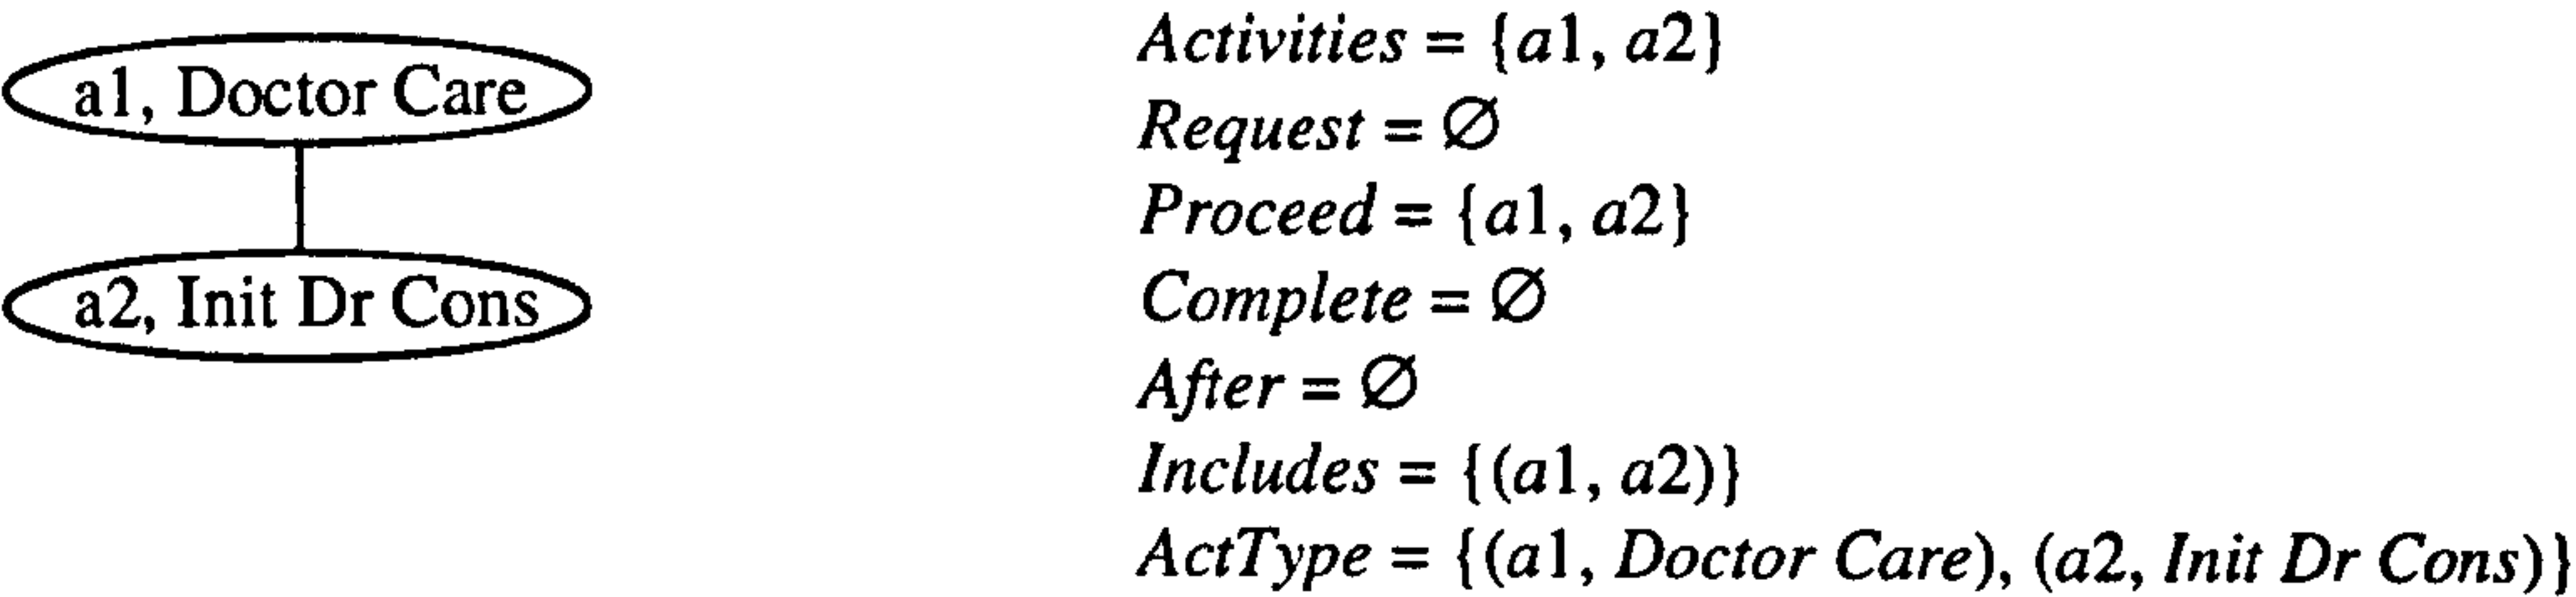 a1, Doctor Care
a2, Init Dr Cons
Activities = {a1, a2}
Request = ∅
Proceed = {a1, a2}
Complete = ∅
After = ∅
Includes = {(a1, a2)}
ActType = {(a1, Doctor Care), (a2, Init Dr Cons)}